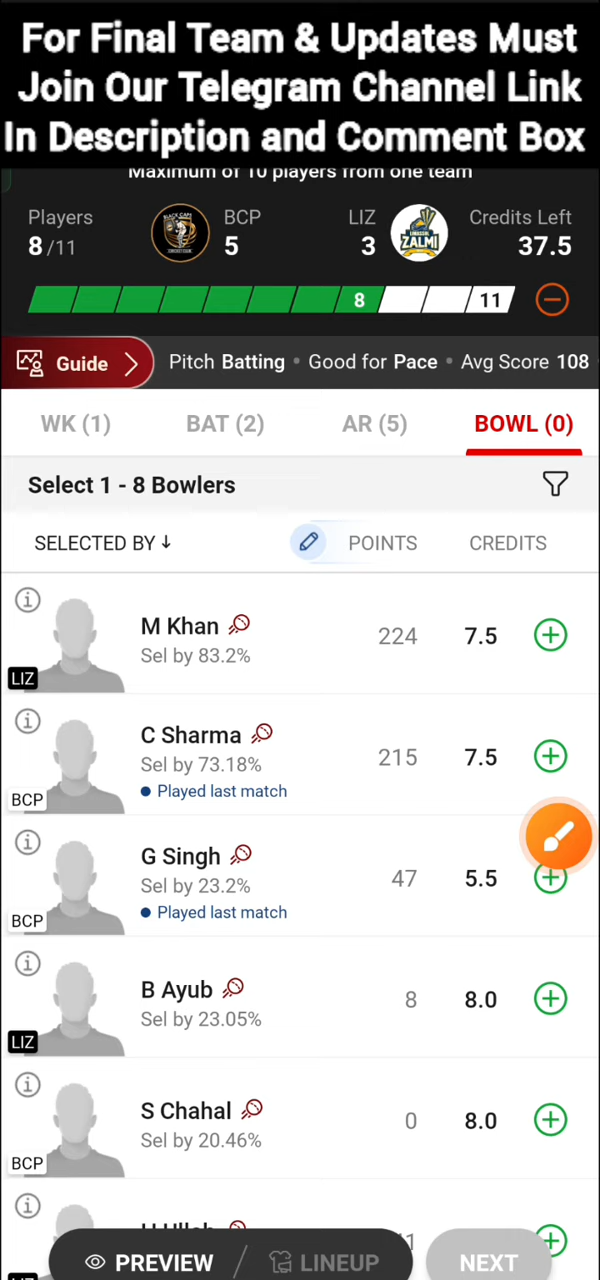 For Final Team & Updates Must
Join Our Telegram Channel Link
In Description and Comment Box
Maximum of 10 players from one team
Players BCP LIZ Credits Left
8/11 5 3 37.5
BLACK CAPS
ZALMI
8 11
Guide Pitch Batting • Good for Pace • Avg Score 108
WK (1) BAT (2) AR (5) BOWL (0)
Select 1 - 8 Bowlers
SELECTED BY ↓ POINTS CREDITS
M Khan 224 7.5
Sel by 83.2%
LIZ
C Sharma 215 7.5
Sel by 73.18%
Played last match
BCP
G Singh 47 5.5
Sel by 23.2%
Played last match
BCP
B Ayub 8 8.0
Sel by 23.05%
LIZ
S Chahal 0 8.0
Sel by 20.46%
BCP
PREVIEW / LINEUP NEXT